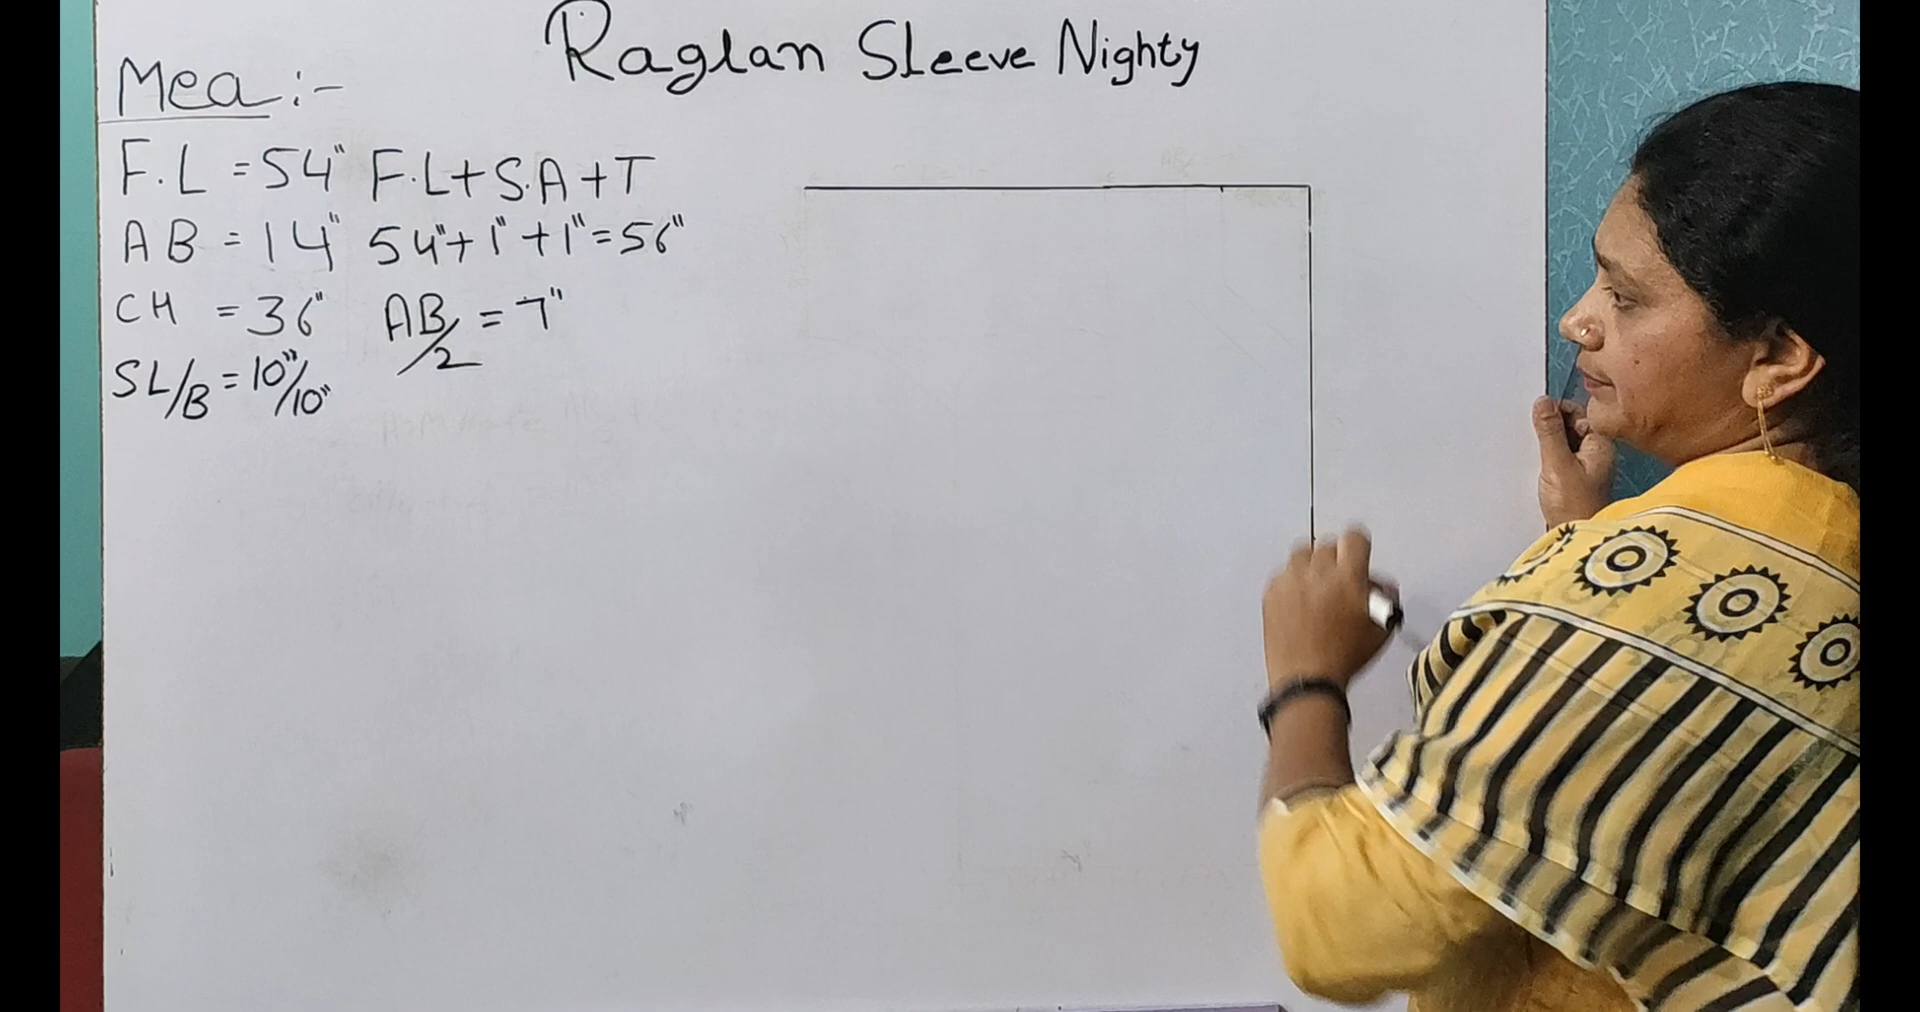 Raglan Sleeve Nighty
Mea :-
F.L = 54" F.L + S.A + T
AB = 14" 54" + 1" + 1" = 56"
CH = 36" AB/2 = 7"
SL/B = 10"/10"